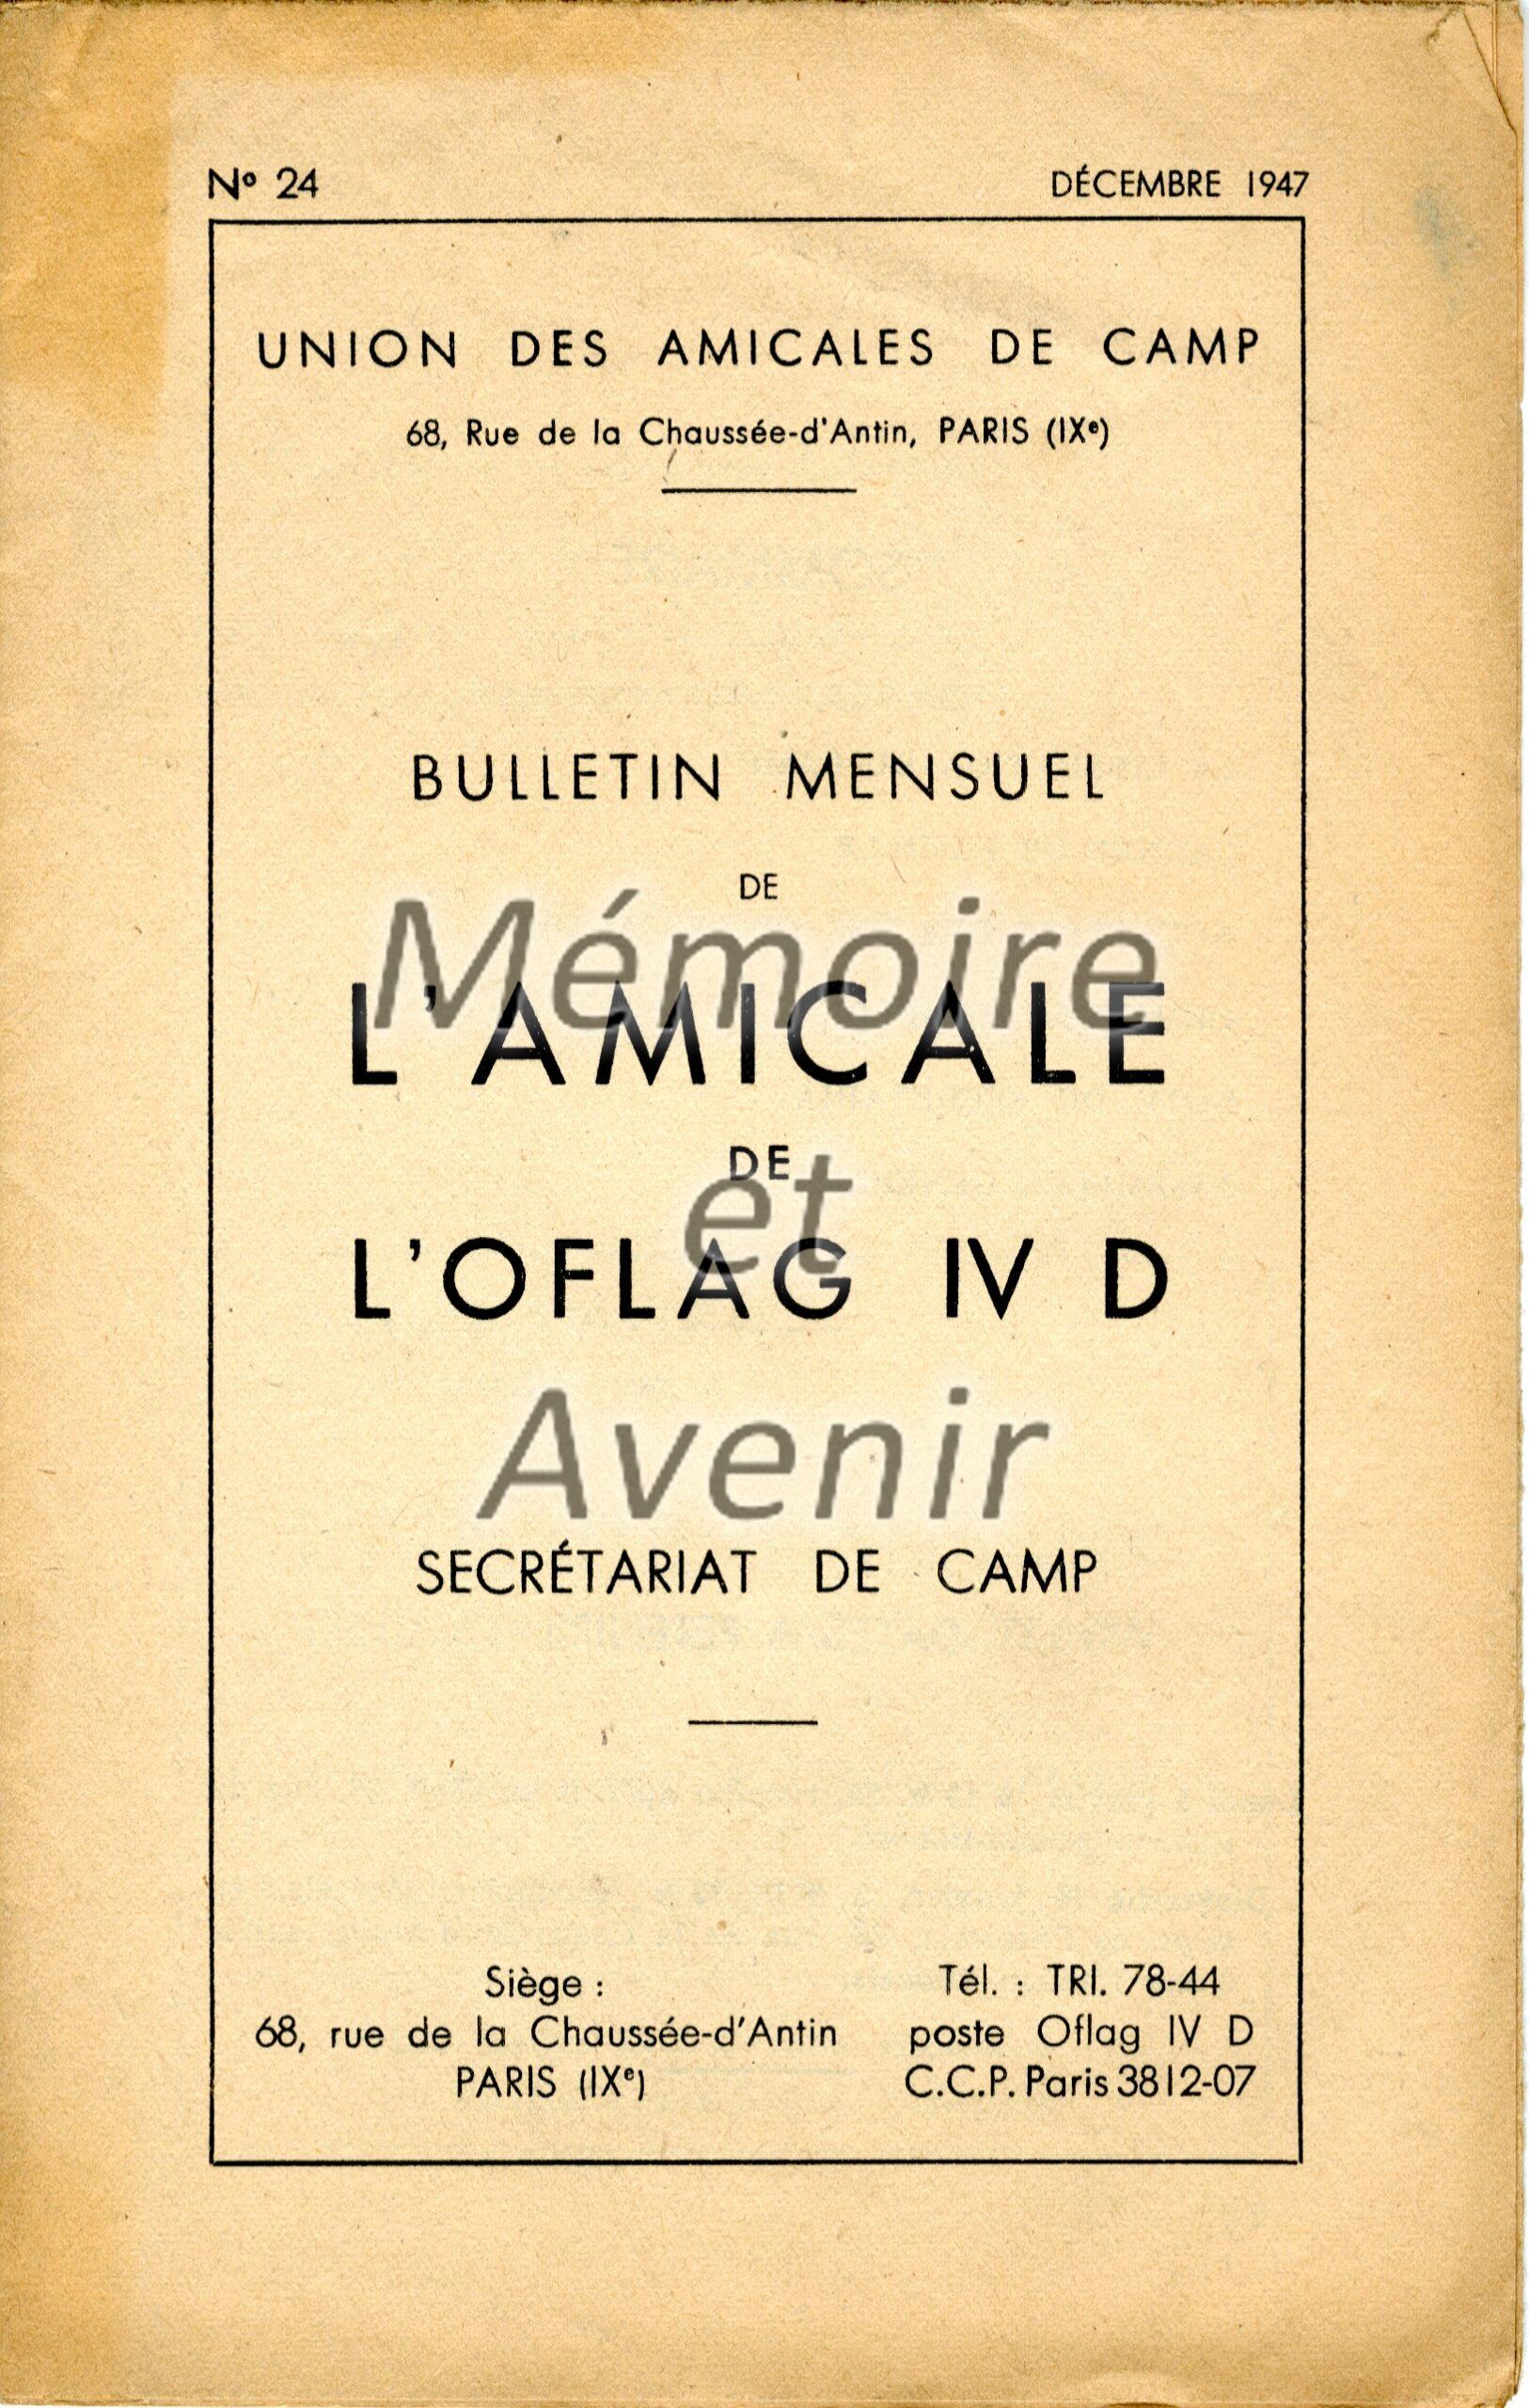 Nº 24
DÉCEMBRE 1947
UNION DES AMICALES DE CAMP
68, Rue de la Chaussée-d'Antin, PARIS (IXe)
BULLETIN MENSUEL
DE
Mémoire
L'AMICALE
DE
et
L'OFLAG IV D
Avenir
SECRÉTARIAT DE CAMP
Siège :
68, rue de la Chaussée-d'Antin
PARIS (IXe)
Tél. : TRI. 78-44
poste Oflag IV D
C.C.P. Paris 3812-07